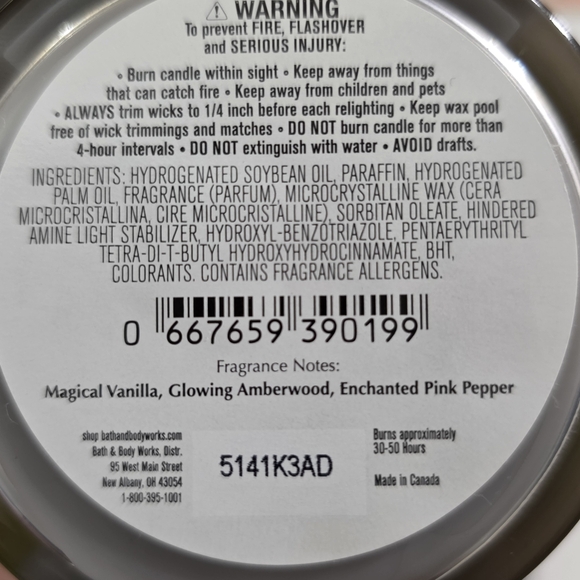 ⚠ WARNING
To prevent FIRE, FLASHOVER
and SERIOUS INJURY:
• Burn candle within sight • Keep away from things
that can catch fire • Keep away from children and pets
• ALWAYS trim wicks to 1/4 inch before each relighting • Keep wax pool
free of wick trimmings and matches • DO NOT burn candle for more than
4-hour intervals • DO NOT extinguish with water • AVOID drafts.
INGREDIENTS: HYDROGENATED SOYBEAN OIL, PARAFFIN, HYDROGENATED
PALM OIL, FRAGRANCE (PARFUM), MICROCRYSTALLINE WAX (CERA
MICROCRISTALLINA, CIRE MICROCRISTALLINE), SORBITAN OLEATE, HINDERED
AMINE LIGHT STABILIZER, HYDROXYL-BENZOTRIAZOLE, PENTAERYTHRITYL
TETRA-DI-T-BUTYL HYDROXYHYDROCINNAMATE, BHT,
COLORANTS. CONTAINS FRAGRANCE ALLERGENS.
0 667659 390199
Fragrance Notes:
Magical Vanilla, Glowing Amberwood, Enchanted Pink Pepper
shop bathandbodyworks.com
Bath & Body Works, Distr.
95 West Main Street
New Albany, OH 43054
1-800-395-1001
5141K3AD
Burns approximately
30-50 Hours
Made in Canada